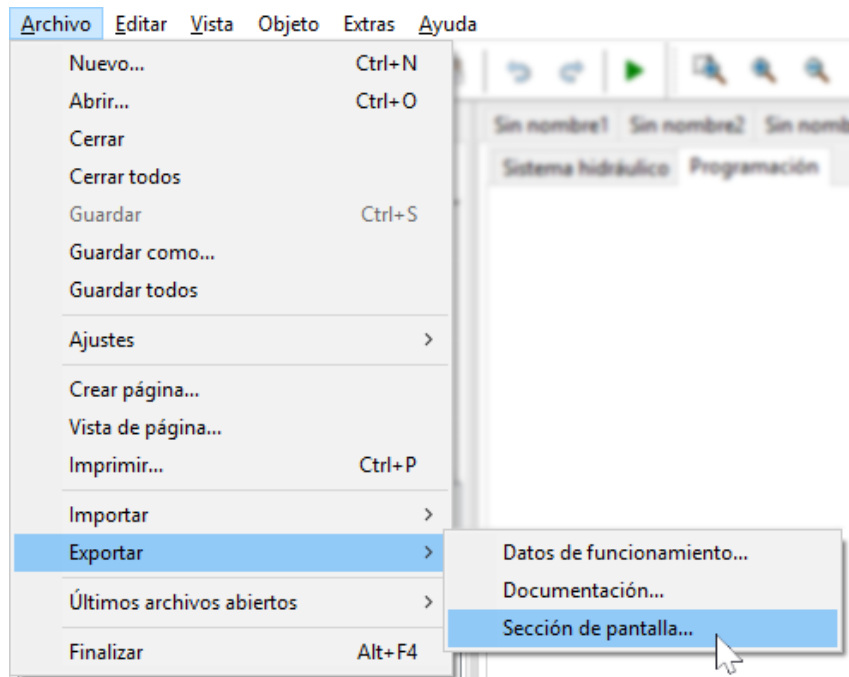 Archivo Editar Vista Objeto Extras Ayuda
Nuevo... Ctrl+N
Abrir... Ctrl+O
Cerrar
Cerrar todos
Guardar Ctrl+S
Guardar como...
Guardar todos
Ajustes
Crear página...
Vista de página...
Imprimir... Ctrl+P
Importar
Exportar
Últimos archivos abiertos
Finalizar Alt+F4
Sin nombre1 Sin nombre2 Sin nomb
Sistema hidráulico Programación
Datos de funcionamiento...
Documentación...
Sección de pantalla...